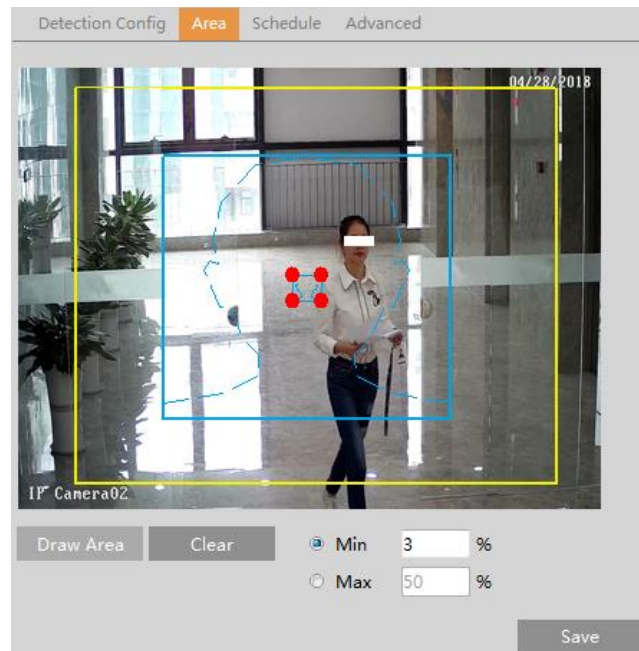 Detection Config Area Schedule Advanced
04/28/2018
IP Camera02
Draw Area Clear Min 3 %
Max 50 %
Save